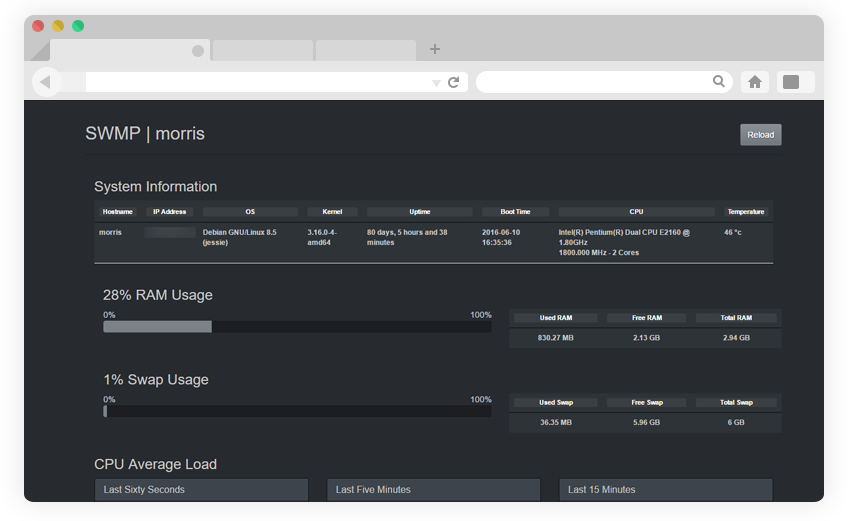 SWMP | morris
Reload
System Information
Hostname IP Address OS Kernel Uptime Boot Time CPU Temperature
morris Debian GNU/Linux 8.5 3.16.0-4- 80 days, 5 hours and 38 2016-06-10 Intel(R) Pentium(R) Dual CPU E2160 @ 46 °c
(jessie) amd64 minutes 16:35:36 1.80GHz
1800.000 MHz - 2 Cores
28% RAM Usage
0% 100%
Used RAM Free RAM Total RAM
830.27 MB 2.13 GB 2.94 GB
1% Swap Usage
0% 100%
Used Swap Free Swap Total Swap
36.35 MB 5.96 GB 6 GB
CPU Average Load
Last Sixty Seconds Last Five Minutes Last 15 Minutes